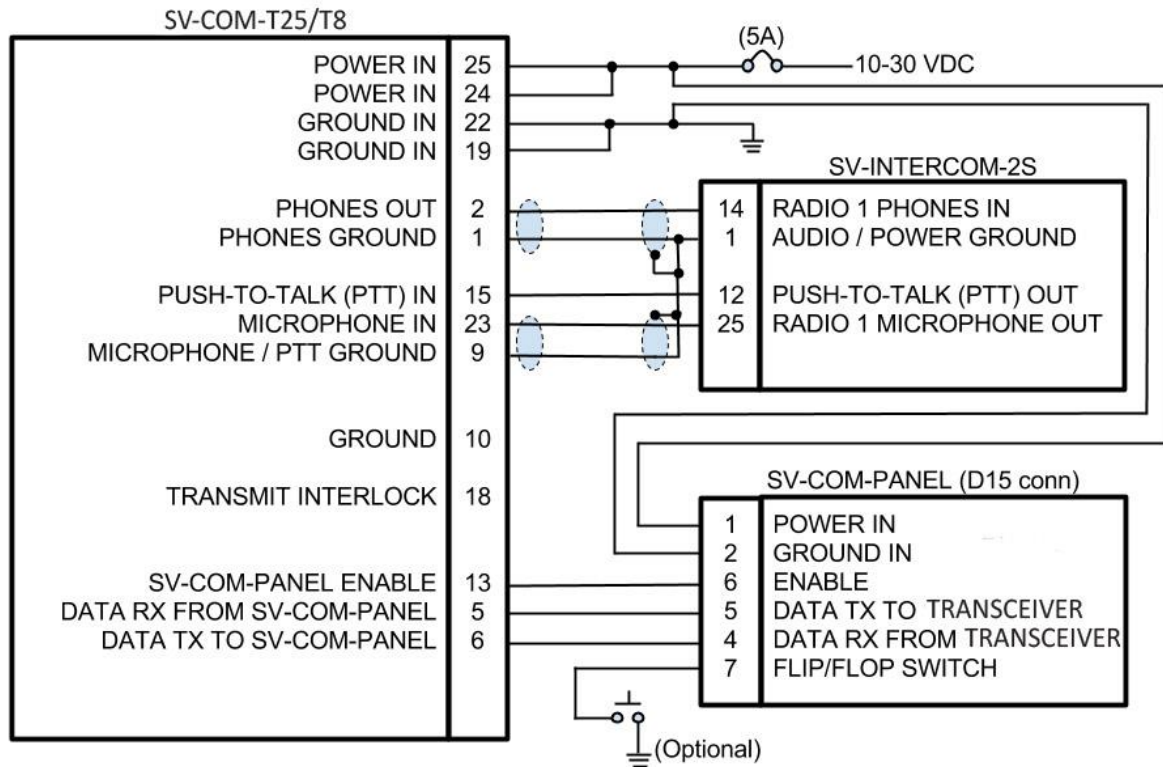 SV-COM-T25/T8
(5A)
POWER IN 25 10-30 VDC
POWER IN 24
GROUND IN 22
GROUND IN 19
SV-INTERCOM-2S
PHONES OUT 2 14 RADIO 1 PHONES IN
PHONES GROUND 1 1 AUDIO / POWER GROUND
PUSH-TO-TALK (PTT) IN 15 12 PUSH-TO-TALK (PTT) OUT
MICROPHONE IN 23 25 RADIO 1 MICROPHONE OUT
MICROPHONE / PTT GROUND 9
GROUND 10
SV-COM-PANEL (D15 conn)
TRANSMIT INTERLOCK 18
1 POWER IN
2 GROUND IN
SV-COM-PANEL ENABLE 13 6 ENABLE
DATA RX FROM SV-COM-PANEL 5 5 DATA TX TO TRANSCEIVER
DATA TX TO SV-COM-PANEL 6 4 DATA RX FROM TRANSCEIVER
7 FLIP/FLOP SWITCH
(Optional)